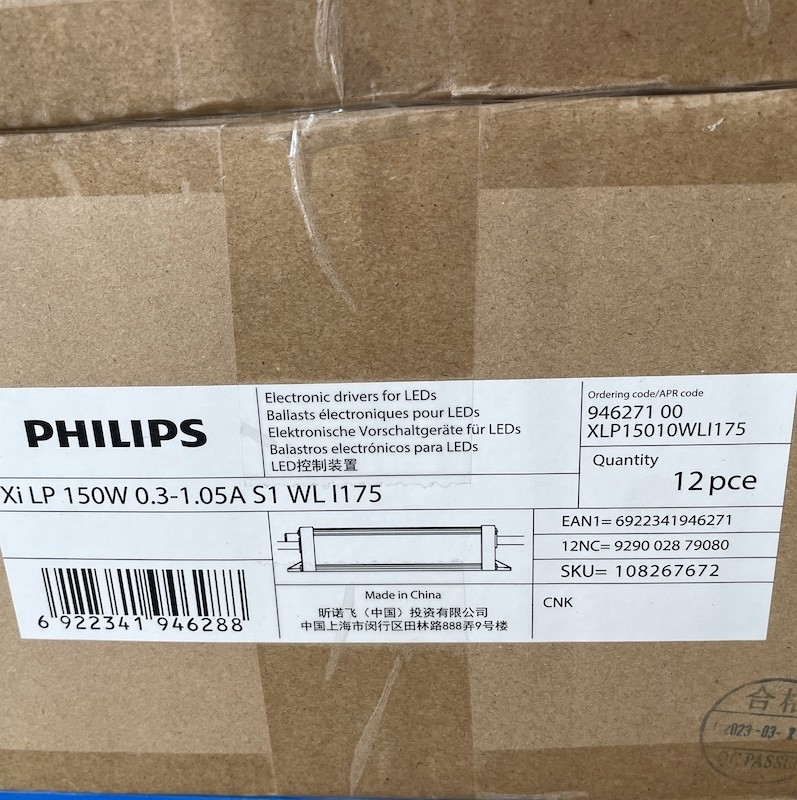 PHILIPS
Electronic drivers for LEDs
Ballasts électroniques pour LEDs
Elektronische Vorschaltgeräte für LEDs
Balastros electrónicos para LEDs
LED控制装置
Ordering code/APR code
946271 00
XLP15010WLI175
Quantity
12pce
Xi LP 150W 0.3-1.05A S1 WL I175
EAN1= 6922341946271
12NC= 9290 028 79080
SKU= 108267672
6 922341 946288
Made in China
昕诺飞（中国）投资有限公司
中国上海市闵行区田林路888弄9号楼
CNK
合格
2023-03-
QC PASS